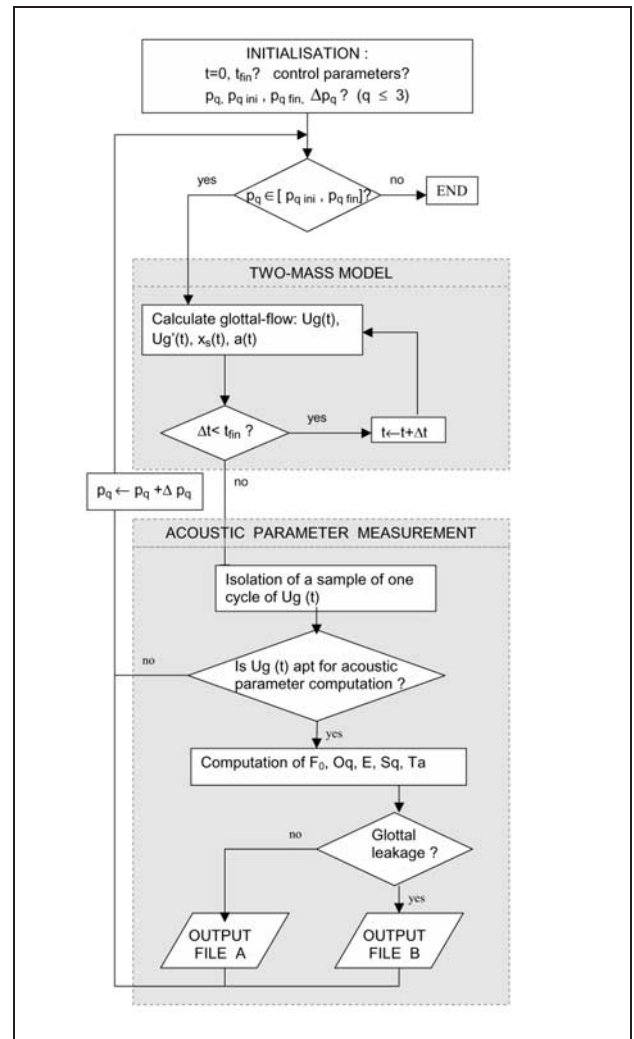 INITIALISATION :
t=0, tfin? control parameters?
pq, pq ini , pq fin, Δpq ? (q ≤ 3)
yes
pq ∈ [ pq ini , pq fin]?
no
END
TWO-MASS MODEL
Calculate glottal-flow: Ug(t),
Ug'(t), xs(t), a(t)
Δt< tfin ?
yes
t←t+Δt
no
pq ← pq +Δ pq
ACOUSTIC PARAMETER MEASUREMENT
Isolation of a sample of one
cycle of Ug (t)
no
Is Ug (t) apt for acoustic
parameter computation ?
yes
Computation of F0, Oq, E, Sq, Ta
no
Glottal
leakage ?
yes
OUTPUT
FILE A
OUTPUT
FILE B